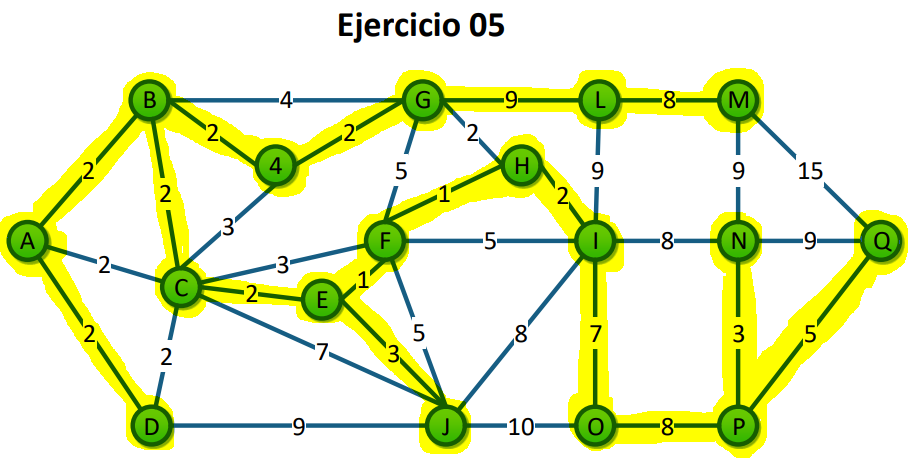 Ejercicio 05
B 4 G 9 L 8 M
2 2 2 2
4 H
2 5 1 2 9 9 15
3
A 2 3 F 5 I 8 N 9 Q
C 2 E 1
2 2 7 3 5 8 7 3 5
D 9 J 10 O 8 P